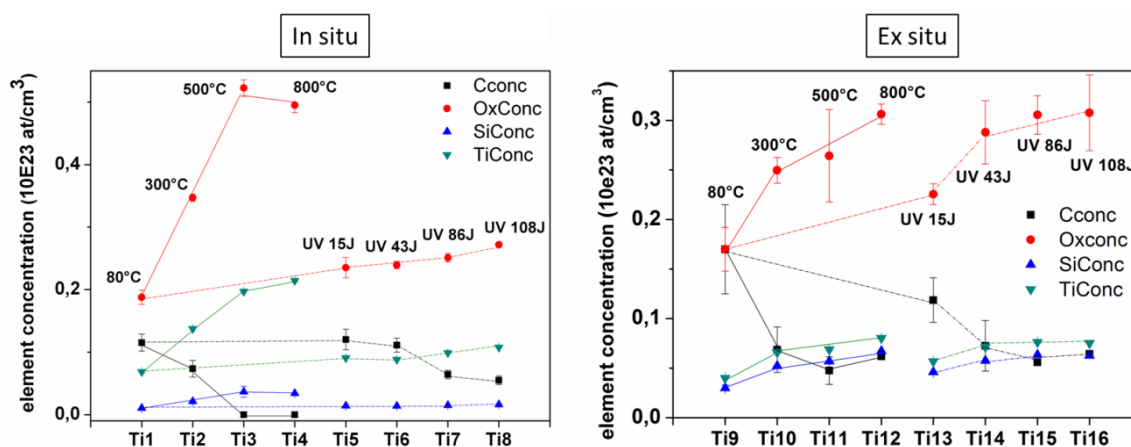 In situ
Ex situ
element concentration (10E23 at/cm³)
0,4
0,2
0,0
80°C
300°C
500°C
800°C
UV 15J
UV 43J
UV 86J
UV 108J
Cconc
OxConc
SiConc
TiConc
Ti1 Ti2 Ti3 Ti4 Ti5 Ti6 Ti7 Ti8
element concentration (10e23 at/cm³)
0,3
0,2
0,1
0,0
80°C
300°C
500°C
800°C
UV 15J
UV 43J
UV 86J
UV 108J
Cconc
Oxconc
SiConc
TiConc
Ti9 Ti10 Ti11 Ti12 Ti13 Ti14 Ti15 Ti16